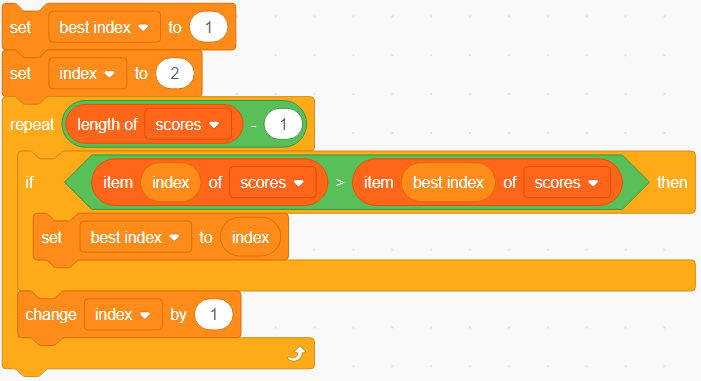 set best index to 1
set index to 2
repeat length of scores - 1
if item index of scores > item best index of scores then
set best index to index
change index by 1